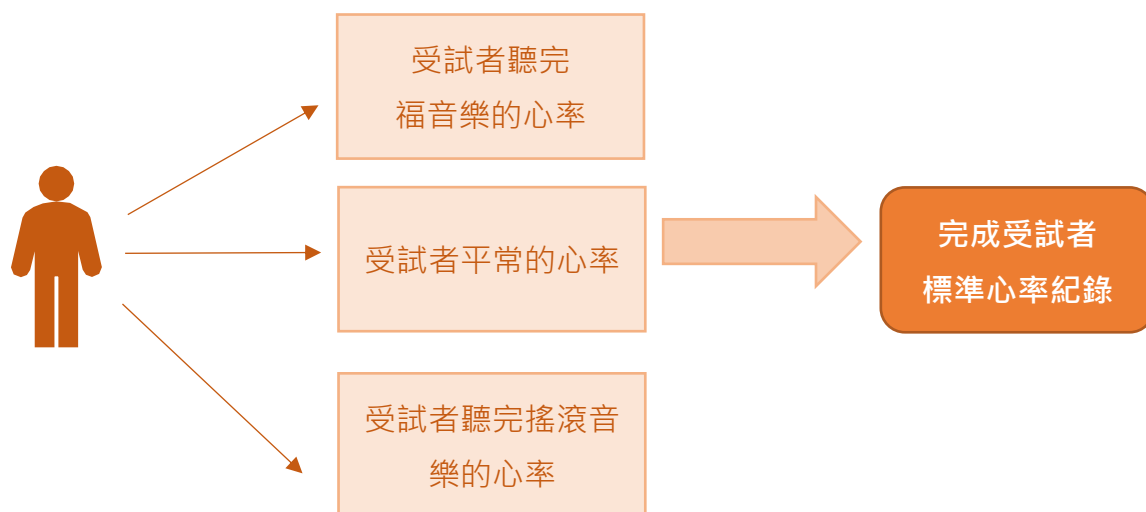 受試者聽完
福音樂的心率
受試者平常的心率
受試者聽完搖滾音
樂的心率
完成受試者
標準心率紀錄